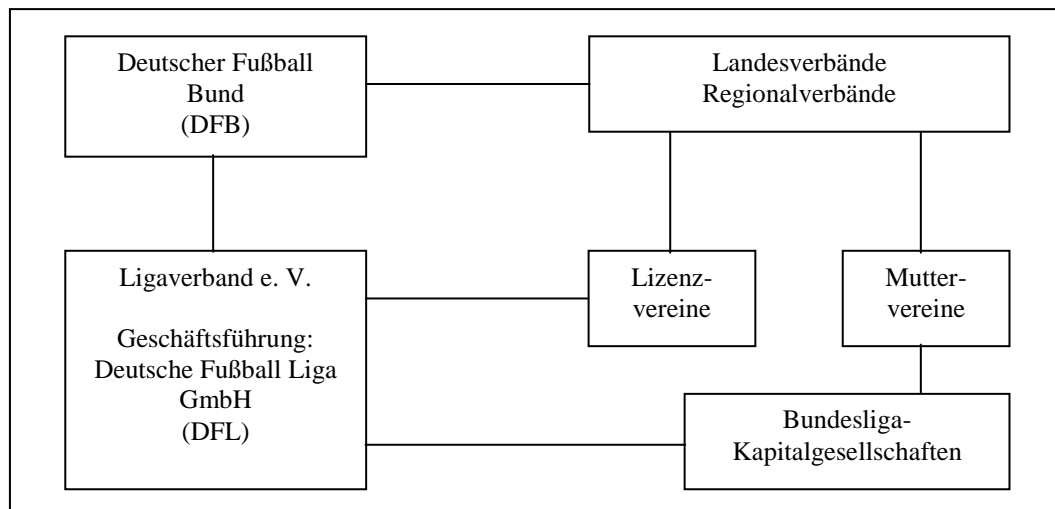 Deutscher Fußball
Bund
(DFB)
Landesverbände
Regionalverbände
Ligaverband e. V.
Geschäftsführung:
Deutsche Fußball Liga
GmbH
(DFL)
Lizenz-
vereine
Mutter-
vereine
Bundesliga-
Kapitalgesellschaften